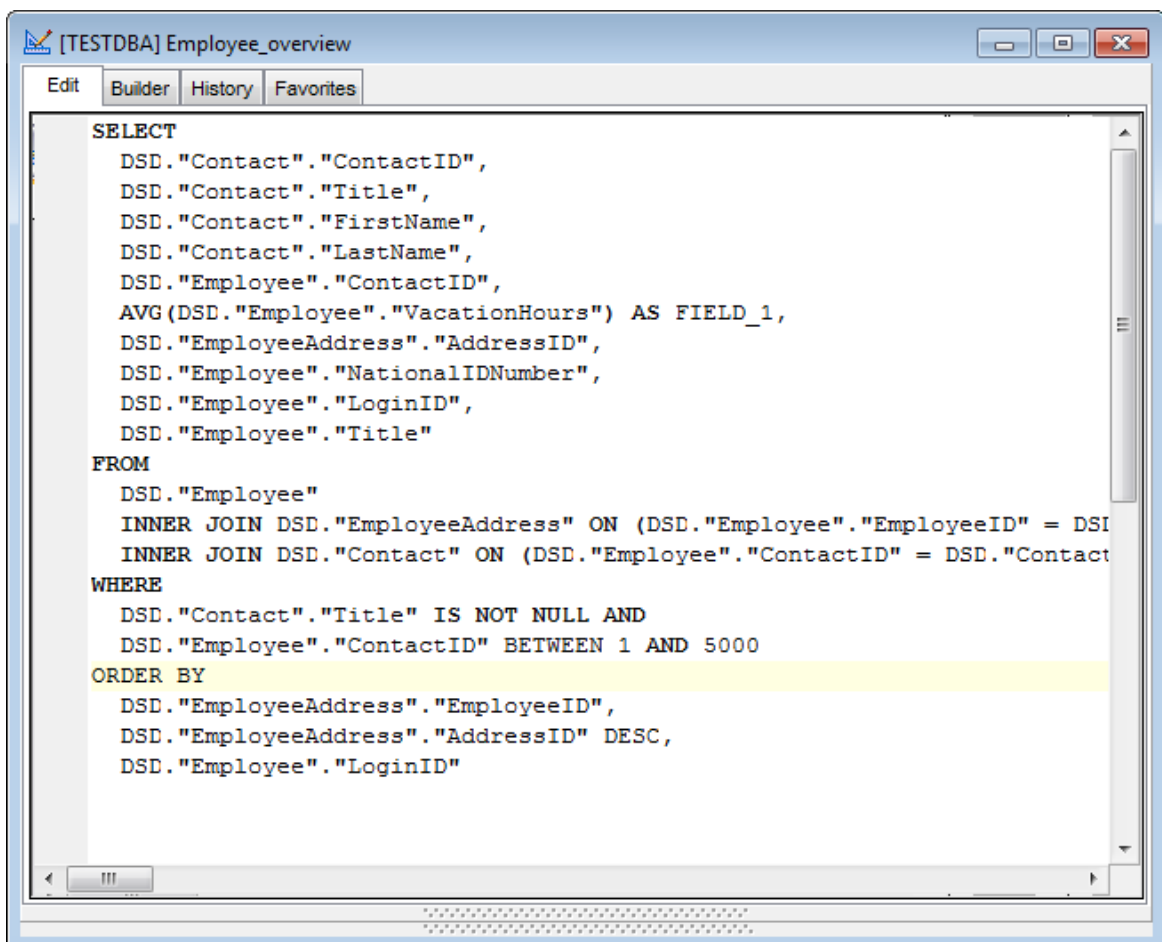 [TESTDBA] Employee_overview
Edit Builder History Favorites
SELECT
DSD."Contact"."ContactID",
DSD."Contact"."Title",
DSD."Contact"."FirstName",
DSD."Contact"."LastName",
DSD."Employee"."ContactID",
AVG(DSD."Employee"."VacationHours") AS FIELD_1,
DSD."EmployeeAddress"."AddressID",
DSD."Employee"."NationalIDNumber",
DSD."Employee"."LoginID",
DSD."Employee"."Title"
FROM
DSD."Employee"
INNER JOIN DSD."EmployeeAddress" ON (DSD."Employee"."EmployeeID" = DSD
INNER JOIN DSD."Contact" ON (DSD."Employee"."ContactID" = DSD."Contact
WHERE
DSD."Contact"."Title" IS NOT NULL AND
DSD."Employee"."ContactID" BETWEEN 1 AND 5000
ORDER BY
DSD."EmployeeAddress"."EmployeeID",
DSD."EmployeeAddress"."AddressID" DESC,
DSD."Employee"."LoginID"